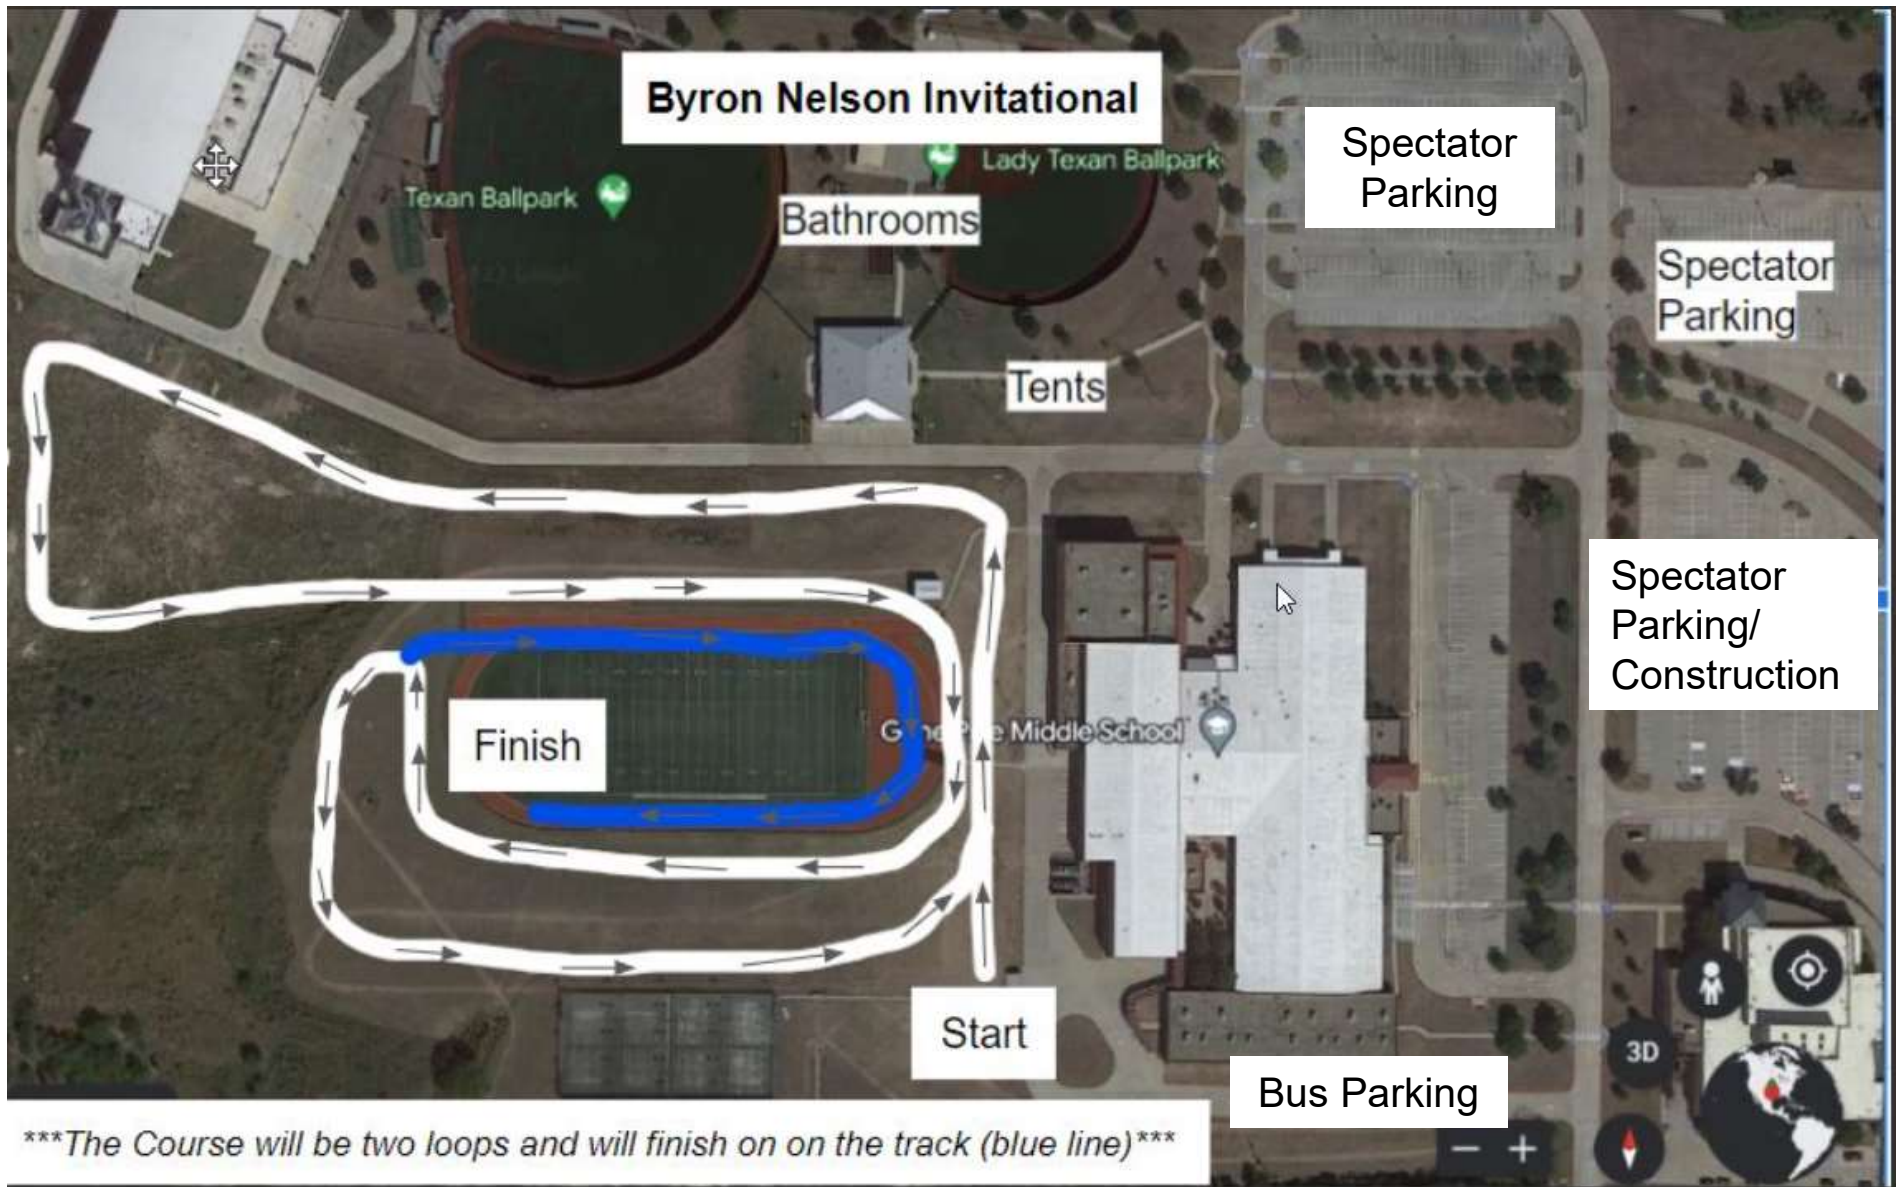 Byron Nelson Invitational
Spectator
Parking
Lady Texan Ballpark
Texan Ballpark
Bathrooms
Spectator
Parking
Tents
Spectator
Parking/
Construction
Finish
Middle School
Start
3D
Bus Parking
***The Course will be two loops and will finish on on the track (blue line)***